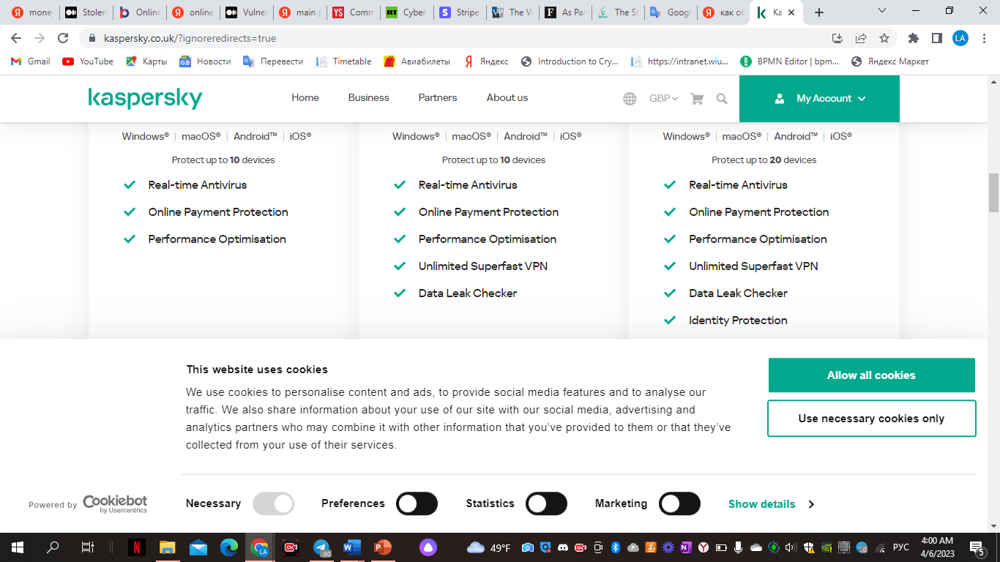 money
Stolen
Online
online
Vulner
main p
Comm
Cyber
Stripe
The W
As Par
The St
Googl
как об
Ka
kaspersky.co.uk/?ignoreredirects=true
LA
Gmail
YouTube
Карты
Новости
Перевести
Timetable
Авиабилеты
Яндекс
Introduction to Cry...
https://intranet.wiu...
BPMN Editor | bpm...
Яндекс Маркет
kaspersky
Home
Business
Partners
About us
GBP
My Account
Windows® | macOS® | Android™ | iOS®
Protect up to 10 devices
Real-time Antivirus
Online Payment Protection
Performance Optimisation
Windows® | macOS® | Android™ | iOS®
Protect up to 10 devices
Real-time Antivirus
Online Payment Protection
Performance Optimisation
Unlimited Superfast VPN
Data Leak Checker
Windows® | macOS® | Android™ | iOS®
Protect up to 20 devices
Real-time Antivirus
Online Payment Protection
Performance Optimisation
Unlimited Superfast VPN
Data Leak Checker
Identity Protection
This website uses cookies
We use cookies to personalise content and ads, to provide social media features and to analyse our
traffic. We also share information about your use of our site with our social media, advertising and
analytics partners who may combine it with other information that you've provided to them or that they've
collected from your use of their services.
Allow all cookies
Use necessary cookies only
Powered by Cookiebot
by Usercentrics
Necessary
Preferences
Statistics
Marketing
Show details
49°F
РУС
4:00 AM
4/6/2023
5